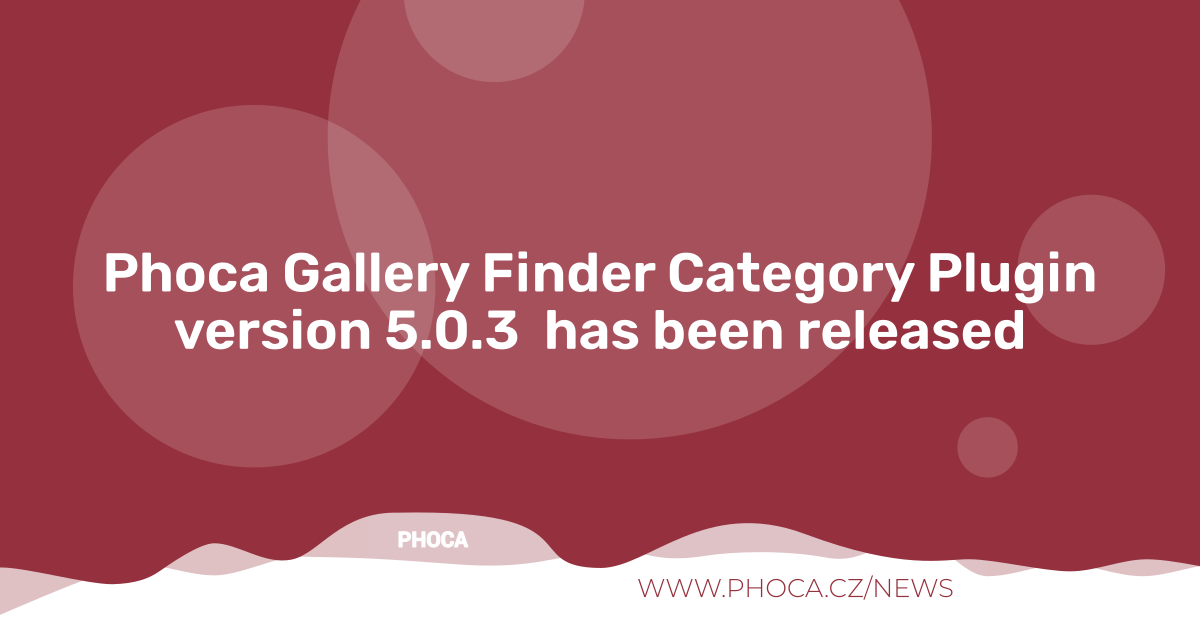 Phoca Gallery Finder Category Plugin
version 5.0.3  has been released
PHOCA
WWW.PHOCA.CZ/NEWS